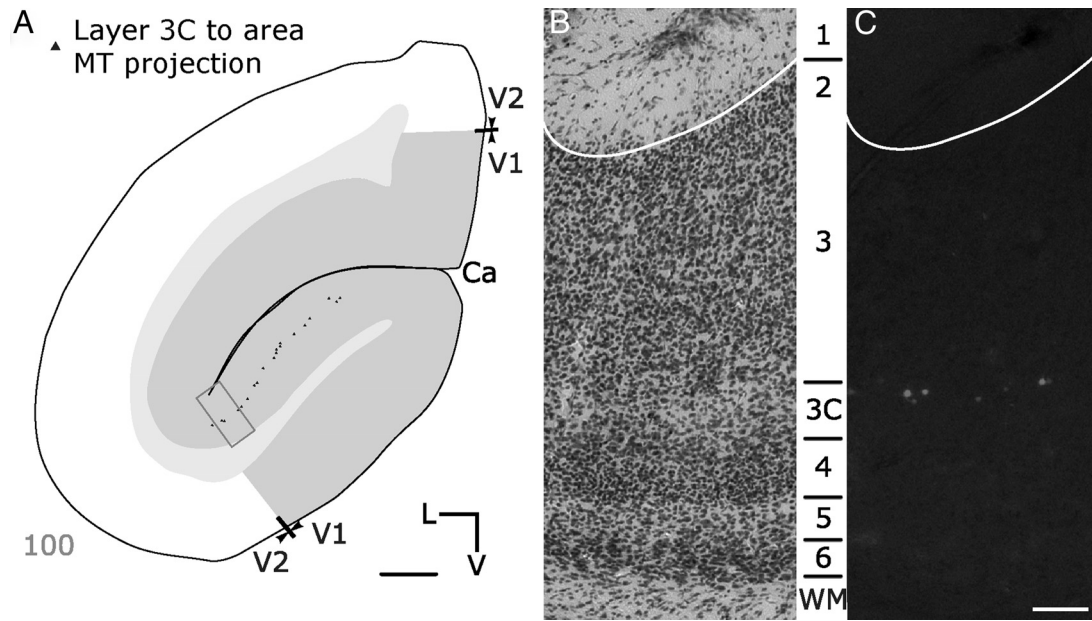 A
▲ Layer 3C to area
MT projection
V2
V1
Ca
V1
V2
L
V
100
B
1
2
3
3C
4
5
6
WM
C